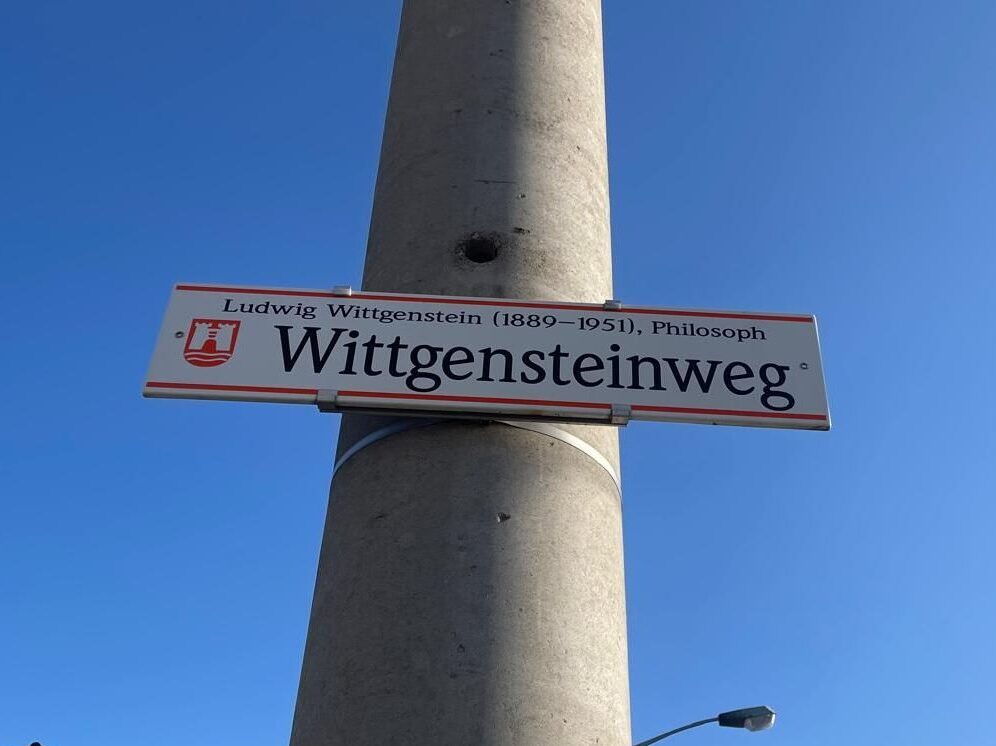 Ludwig Wittgenstein (1889–1951), Philosoph
Wittgensteinweg